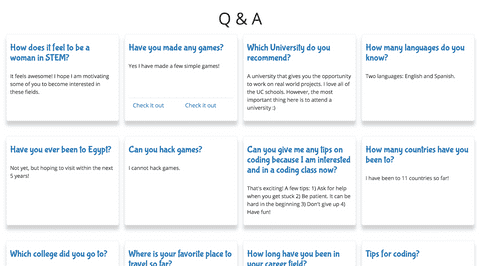 Q & A
How does it feel to be a
woman in STEM?
It feels awesome! I hope I am motivating
some of you to become interested in
these fields.
Have you made any games?
Yes I have made a few simple games!
Check it out
Check it out
Which University do you
recommend?
A university that gives you the opportunity
to work on real world projects. I love all of
the UC schools. However, the most
important thing here is to attend a
university :)
How many languages do you
know?
Two languages: English and Spanish.
Have you ever been to Egypt?
Not yet, but hoping to visit within the next
5 years!
Can you hack games?
I cannot hack games.
Can you give me any tips on
coding because I am interested
and in a coding class now?
That's exciting! A few tips: 1) Ask for help
when you get stuck 2) Be patient. It can be
hard in the beginning 3) Don't give up 4)
Have fun!
How many countries have you
been to?
I have been to 11 countries so far!
Which college did you go to?
Where is your favorite place to
travel so far?
How long have you been in
your career field?
Tips for coding?